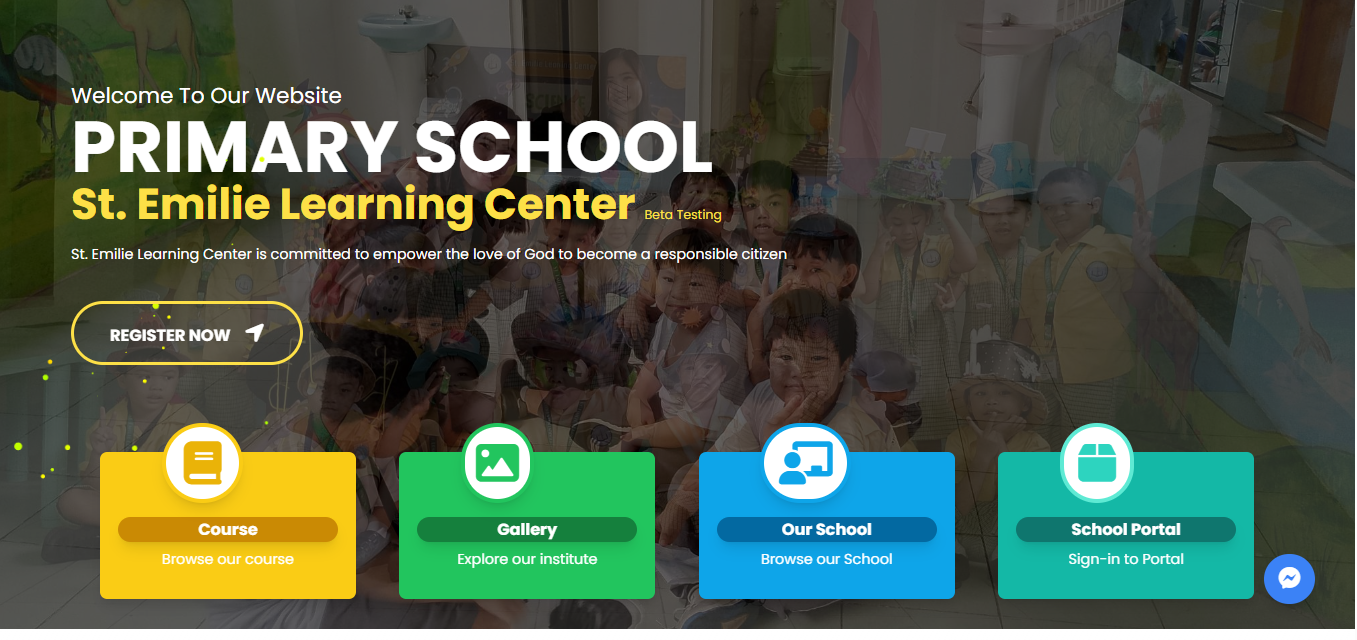 Welcome To Our Website
PRIMARY SCHOOL
St. Emilie Learning Center Beta Testing
St. Emilie Learning Center is committed to empower the love of God to become a responsible citizen
REGISTER NOW
Course
Browse our course
Gallery
Explore our institute
Our School
Browse our School
School Portal
Sign-in to Portal